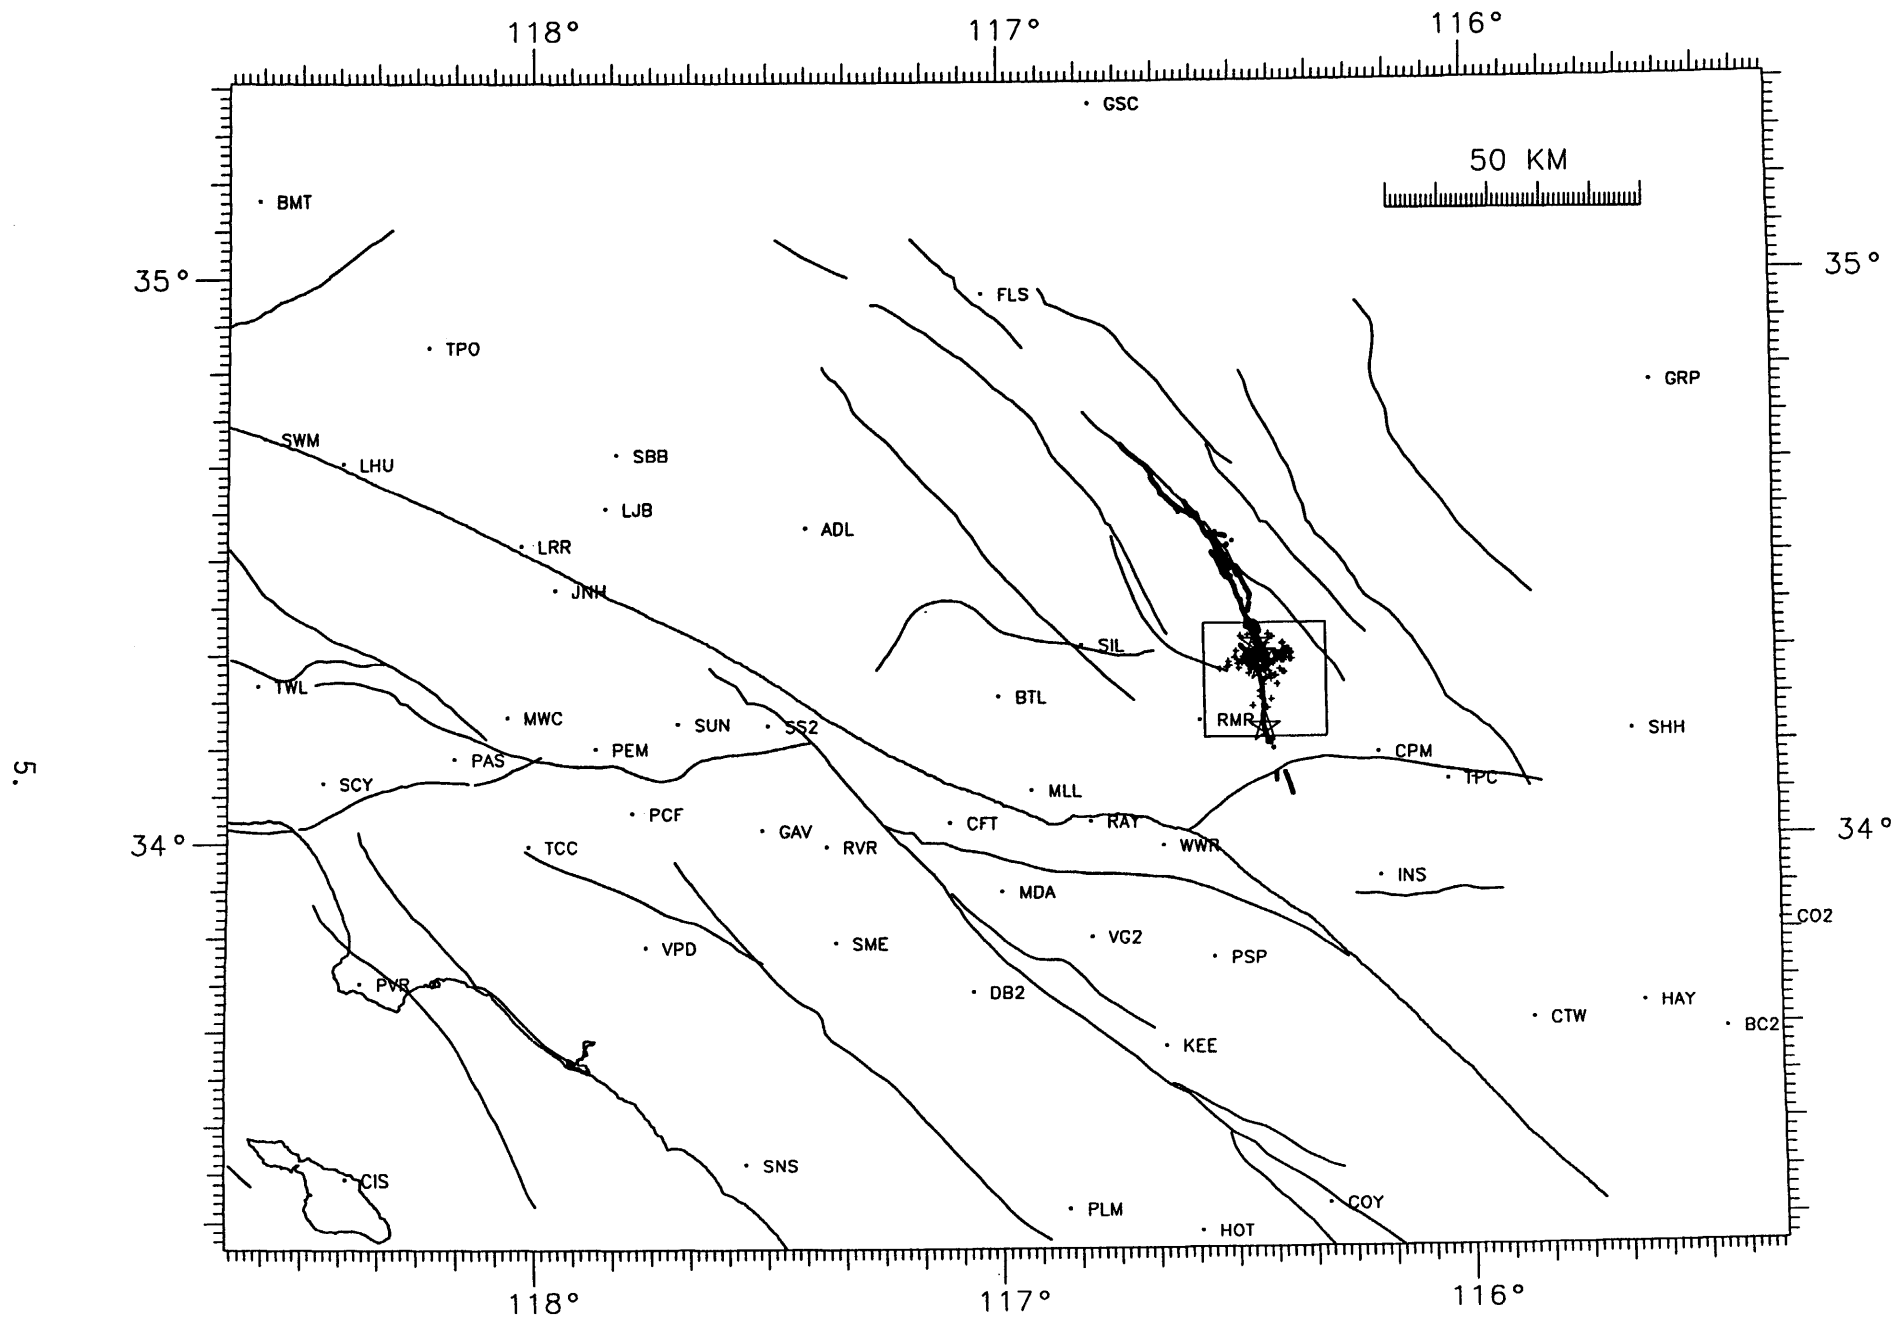 118°
117°
116°
GSC
50 KM
BMT
35°
35°
FLS
TPO
GRP
SWM
LHU
SBB
LJB
ADL
LRR
JNH
SIL
TWL
BTL
MWC
SUN
SS2
RMR
SHH
PEM
CPM
PAS
TPC
5.
SCY
MLL
PCF
CFT
RAY
GAV
34°
34°
TCC
RVR
WWR
INS
MDA
CO2
VPD
SME
VG2
PSP
PVR
DB2
HAY
CTW
BC2
KEE
SNS
CIS
COY
PLM
HOT
118°
117°
116°